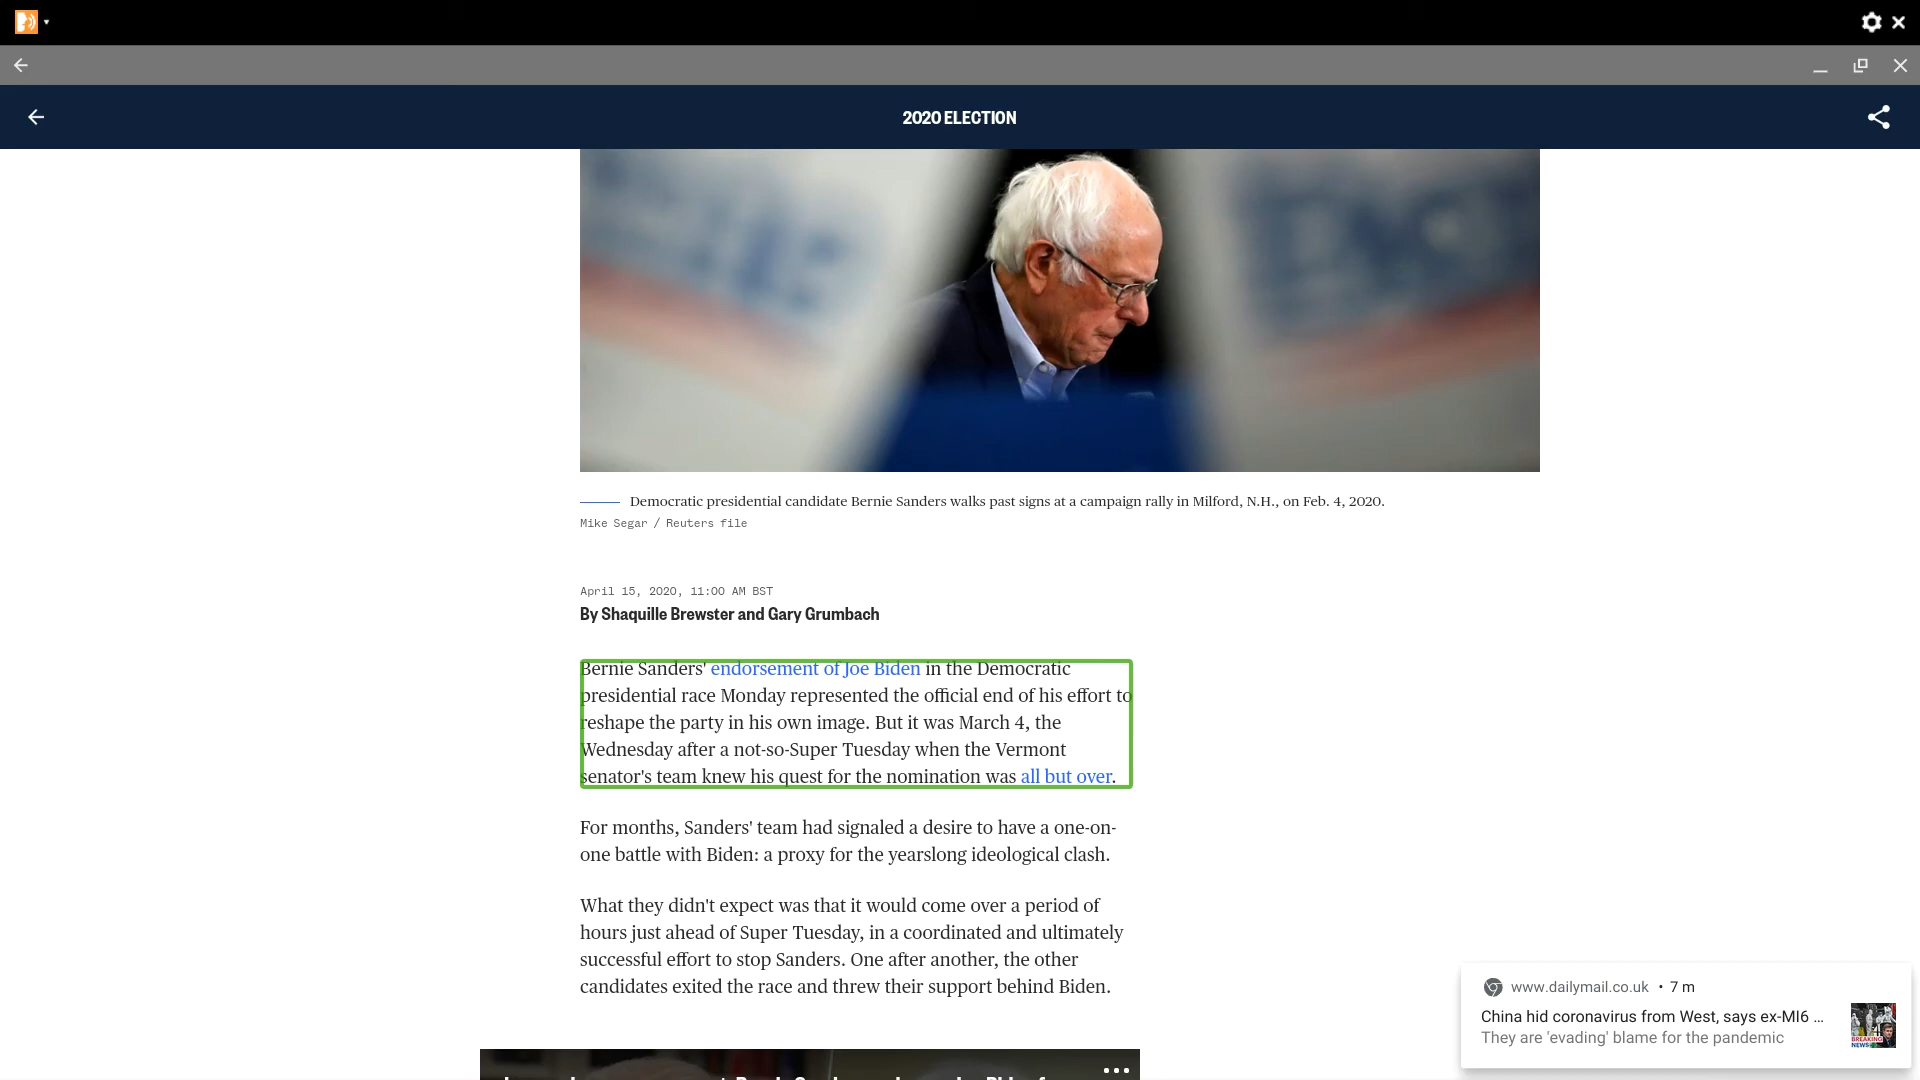 2020 ELECTION
Democratic presidential candidate Bernie Sanders walks past signs at a campaign rally in Milford, N.H., on Feb. 4, 2020.
Mike Segar / Reuters file
April 15, 2020, 11:00 AM BST
By Shaquille Brewster and Gary Grumbach
Bernie Sanders' endorsement of Joe Biden in the Democratic
presidential race Monday represented the official end of his effort to
reshape the party in his own image. But it was March 4, the
Wednesday after a not-so-Super Tuesday when the Vermont
senator's team knew his quest for the nomination was all but over.
For months, Sanders' team had signaled a desire to have a one-on-
one battle with Biden: a proxy for the yearslong ideological clash.
What they didn't expect was that it would come over a period of
hours just ahead of Super Tuesday, in a coordinated and ultimately
successful effort to stop Sanders. One after another, the other
candidates exited the race and threw their support behind Biden.
www.dailymail.co.uk • 7 m
China hid coronavirus from West, says ex-MI6 ...
They are 'evading' blame for the pandemic
BREAKING
NEWS